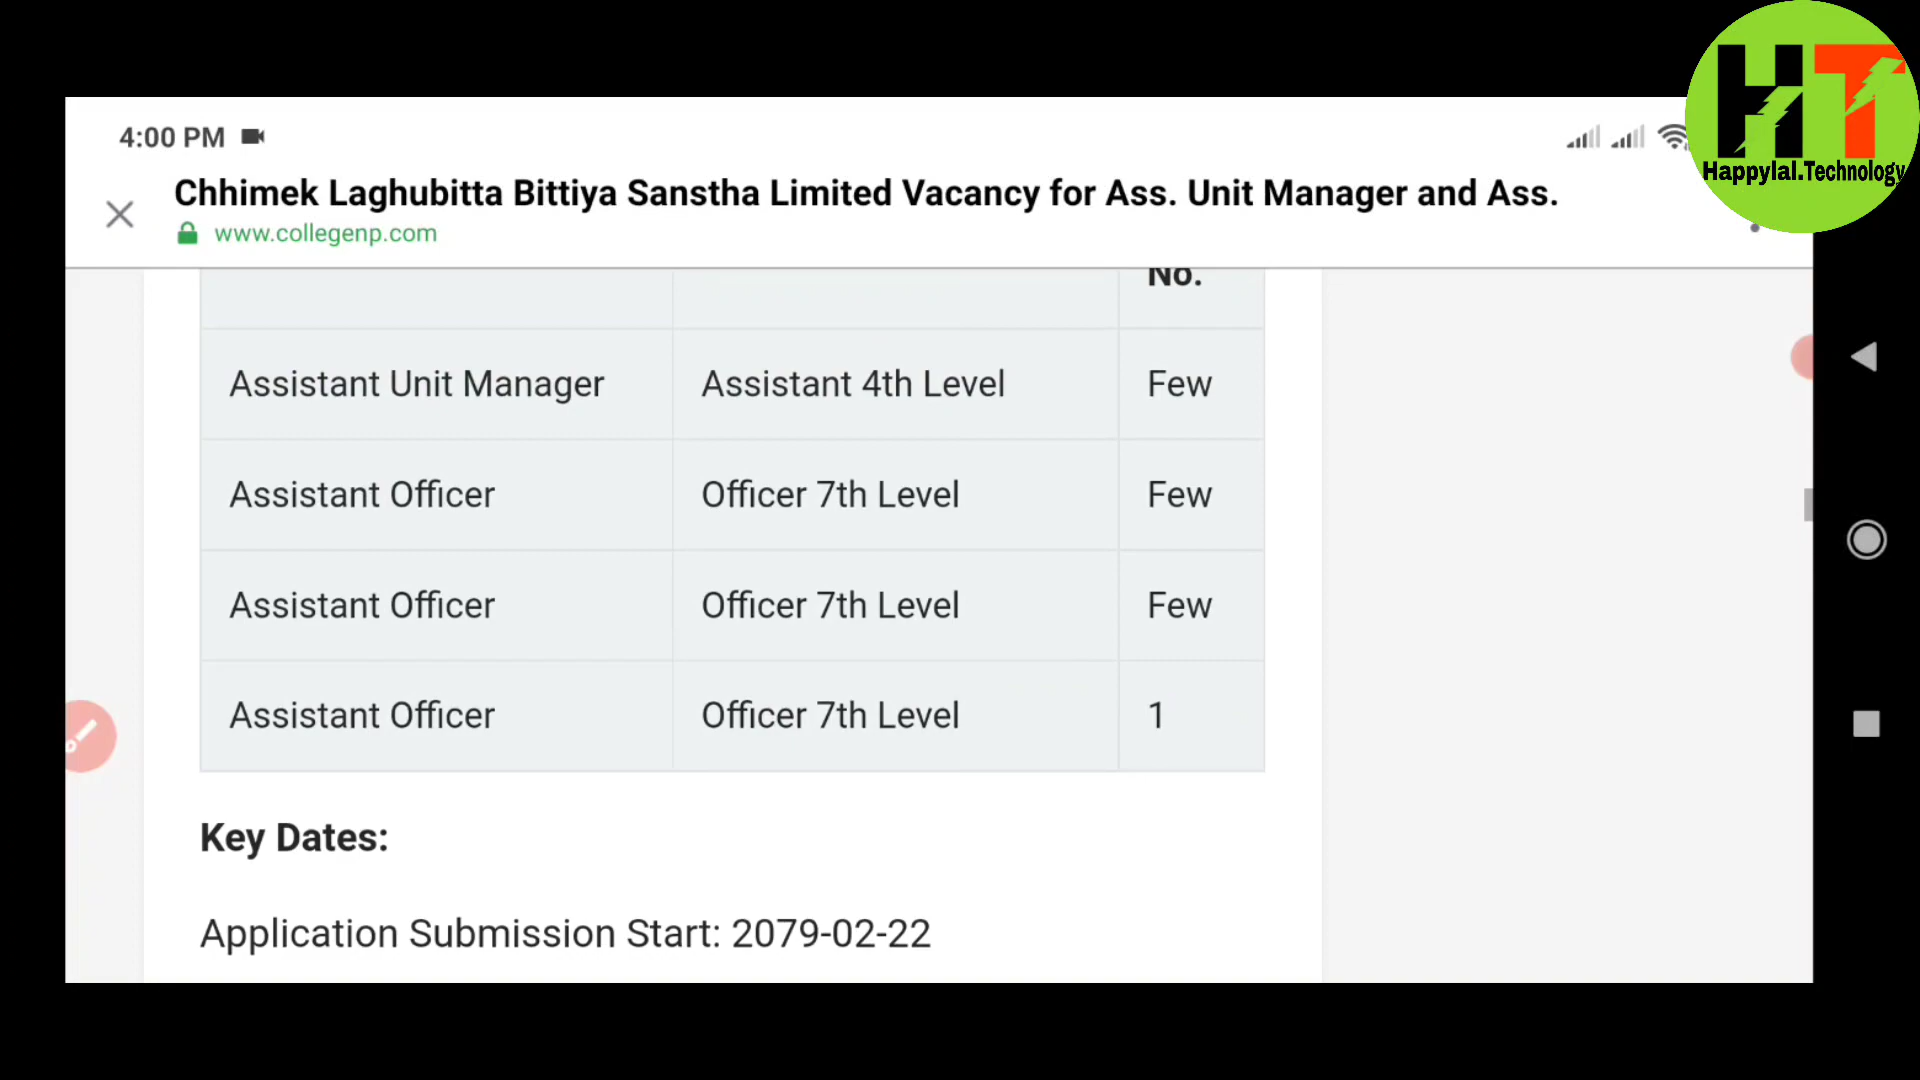 4:00 PM
Chhimek Laghubitta Bittiya Sanstha Limited Vacancy for Ass. Unit Manager and Ass.
www.collegenp.com
HT
Happylal.Technology
No.
Assistant Unit Manager Assistant 4th Level Few
Assistant Officer Officer 7th Level Few
Assistant Officer Officer 7th Level Few
Assistant Officer Officer 7th Level 1
Key Dates:
Application Submission Start: 2079-02-22